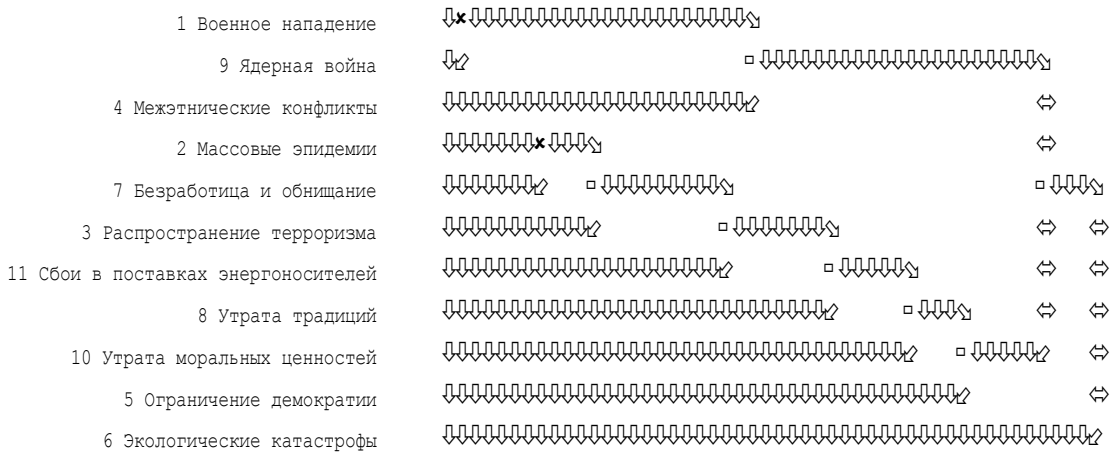 1 Военное нападение
9 Ядерная война
4 Межэтнические конфликты
2 Массовые эпидемии
7 Безработица и обнищание
3 Распространение терроризма
11 Сбои в поставках энергоносителей
8 Утрата традиций
10 Утрата моральных ценностей
5 Ограничение демократии
6 Экологические катастрофы